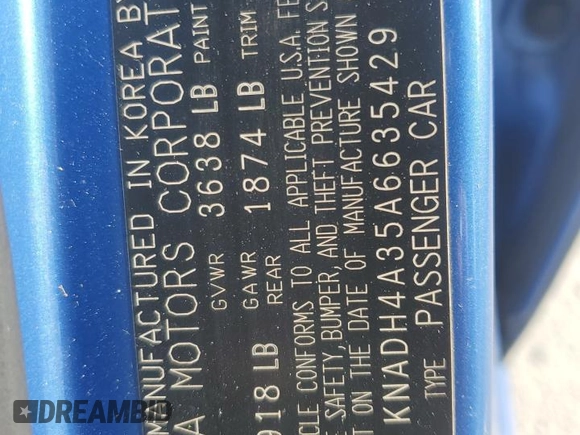 MANUFACTURED IN KOREA BY
A MOTORS CORPORAT
GVWR 3638 LB PAINT
GAWR 1874 LB TRIM
918 LB REAR
CLE CONFORMS TO ALL APPLICABLE U.S.A. FE
E SAFETY, BUMPER, AND THEFT PREVENTION S
T ON THE DATE OF MANUFACTURE SHOWN
KNADH4A35A6635429
TYPE PASSENGER CAR
DREAMBID